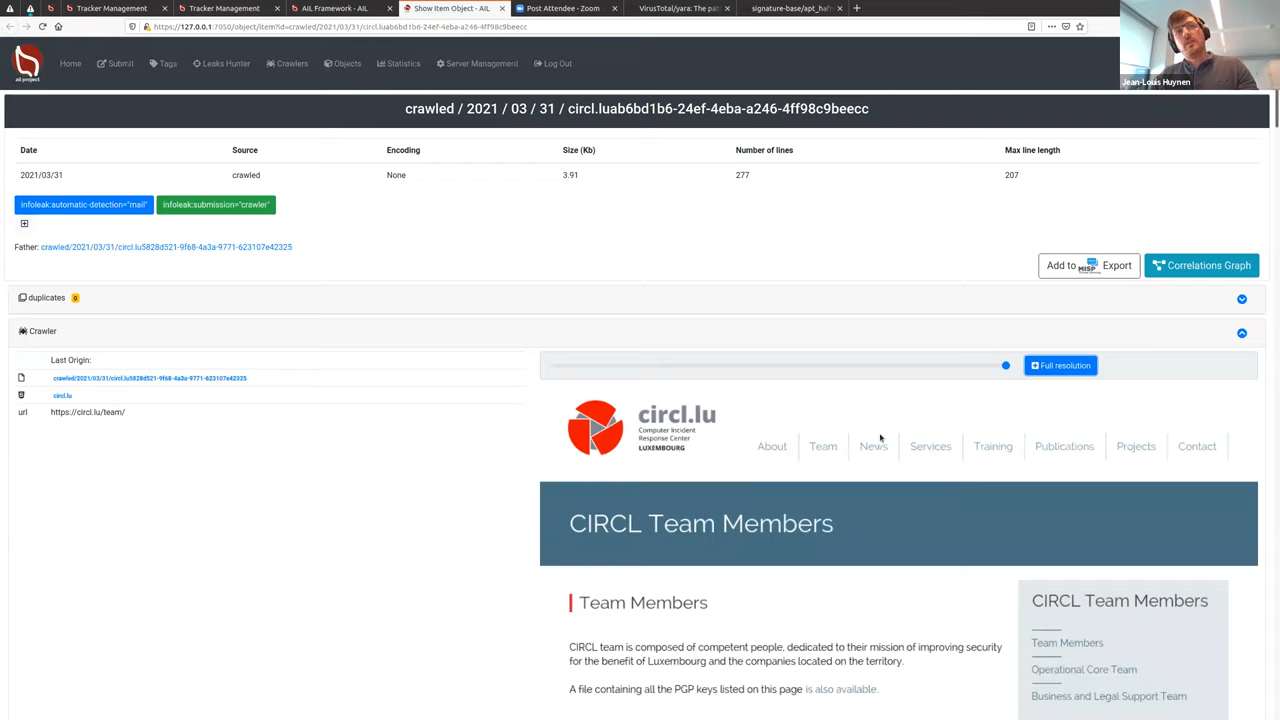 Tracker Management
Tracker Management
AIL Framework - AIL
Show Item Object - AIL
Post Attendee - Zoom
VirusTotal/yara: The pat
signature-base/apt_hafn
https://127.0.0.1:7050/object/item?id=crawled/2021/03/31/circl.luab6bd1b6-24ef-4eba-a246-4ff98c9beecc
ail project
Home
Submit
Tags
Leaks Hunter
Crawlers
Objects
Statistics
Server Management
Log Out
Jean-Louis Huynen
crawled / 2021 / 03 / 31 / circl.luab6bd1b6-24ef-4eba-a246-4ff98c9beecc
Date Source Encoding Size (Kb) Number of lines Max line length
2021/03/31 crawled None 3.91 277 207
infoleak:automatic-detection="mail" infoleak:submission="crawler"
Father: crawled/2021/03/31/circl.lu5828d521-9f68-4a3a-9771-623107e42325
Add to MISP Export
Correlations Graph
duplicates 0
Crawler
Last Origin:
crawled/2021/03/31/circl.lu5828d521-9f68-4a3a-9771-623107e42325
circl.lu
url https://circl.lu/team/
Full resolution
circl.lu
Computer Incident
Response Center
LUXEMBOURG
About Team News Services Training Publications Projects Contact
CIRCL Team Members
Team Members
CIRCL team is composed of competent people, dedicated to their mission of improving security
for the benefit of Luxembourg and the companies located on the territory.
A file containing all the PGP keys listed on this page is also available.
CIRCL Team Members
Team Members
Operational Core Team
Business and Legal Support Team